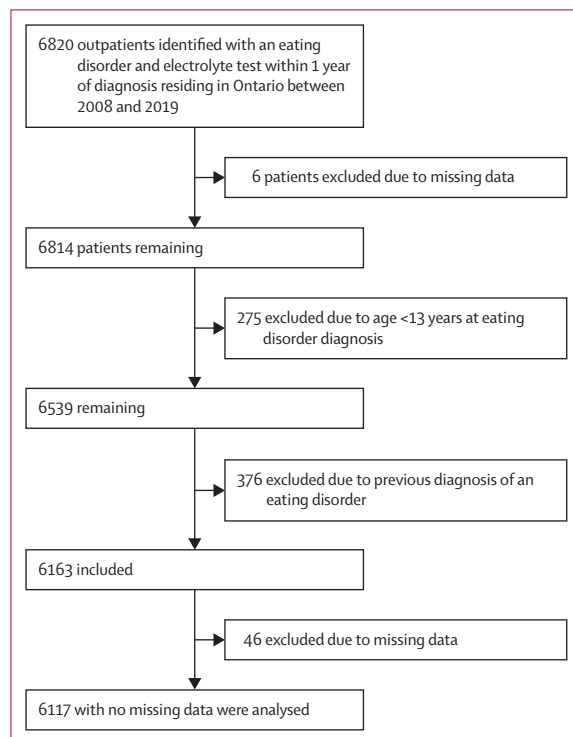 6820 outpatients identified with an eating
disorder and electrolyte test within 1 year
of diagnosis residing in Ontario between
2008 and 2019
6 patients excluded due to missing data
6814 patients remaining
275 excluded due to age <13 years at eating
disorder diagnosis
6539 remaining
376 excluded due to previous diagnosis of an
eating disorder
6163 included
46 excluded due to missing data
6117 with no missing data were analysed